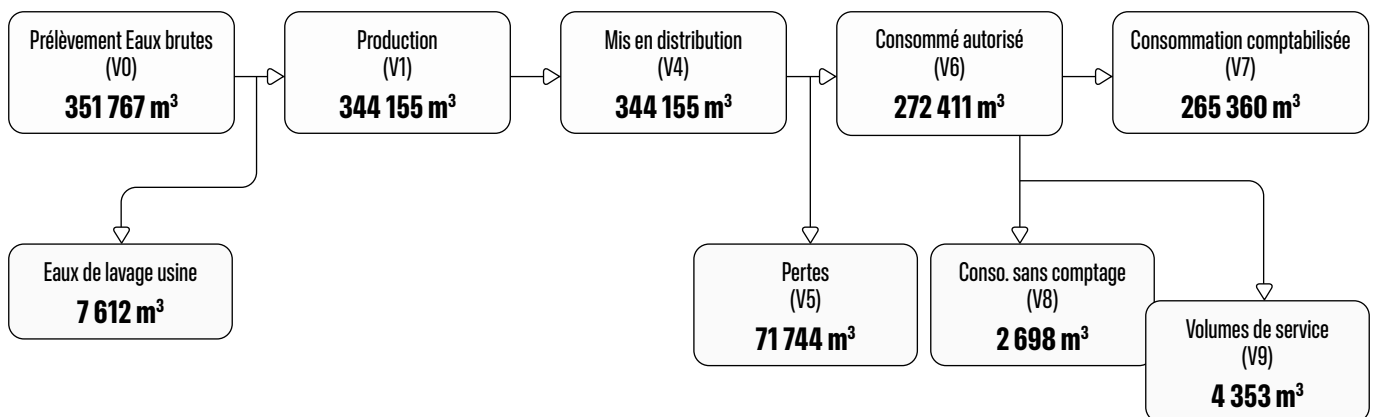 Prélèvement Eaux brutes
(V0)
351 767 m³
Production
(V1)
344 155 m³
Mis en distribution
(V4)
344 155 m³
Consommé autorisé
(V6)
272 411 m³
Consommation comptabilisée
(V7)
265 360 m³
Eaux de lavage usine
7 612 m³
Pertes
(V5)
71 744 m³
Conso. sans comptage
(V8)
2 698 m³
Volumes de service
(V9)
4 353 m³